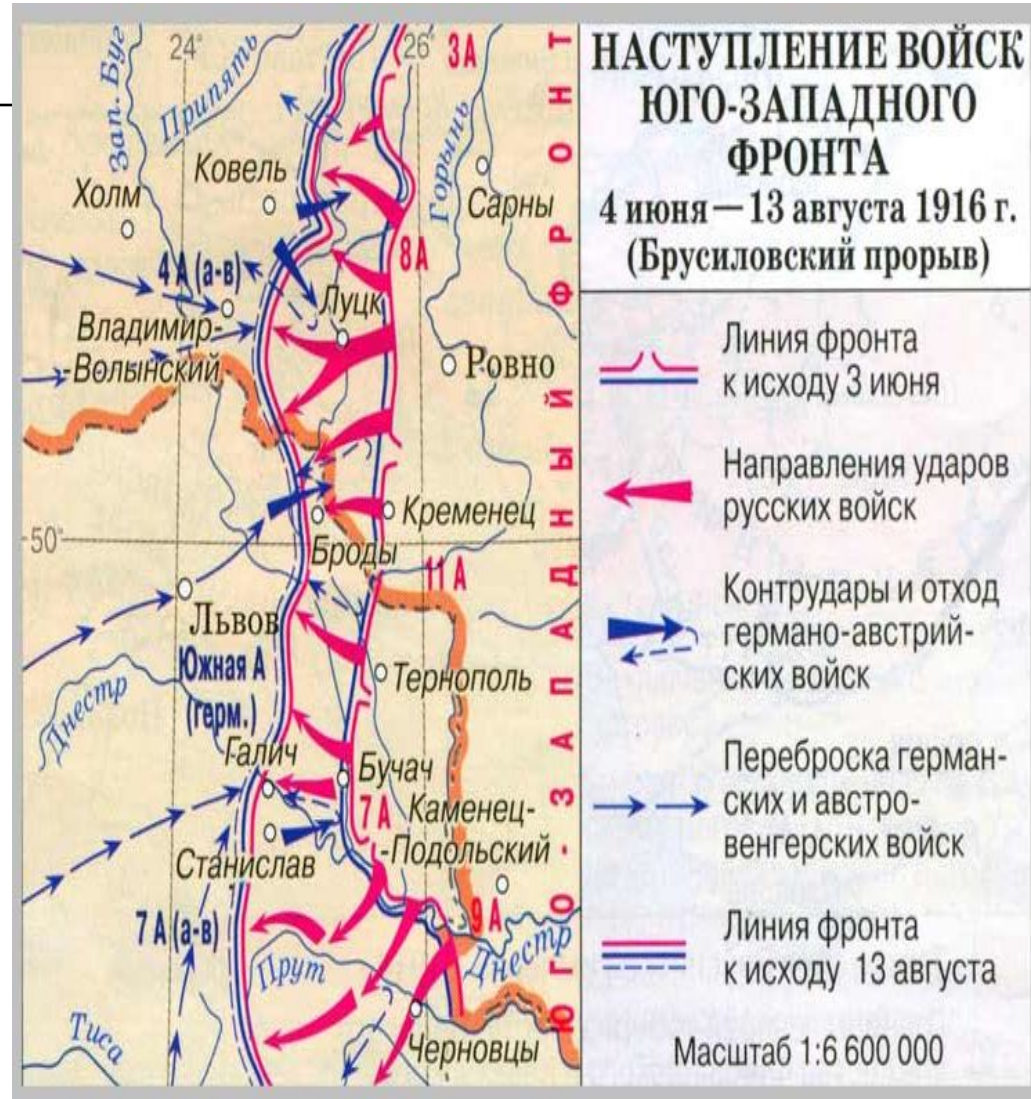 24°
26°
3А
Зап. Буг
Припять
Горынь
Ковель
Холм
Сарны
8А
4 А (а-в)
Луцк
Владимир-
-Волынский
Ровно
Кременец
50°
Броды
11 А
Львов
Южная А
(герм.)
Тернополь
Днестр
Галич
Бучач
7А
Каменец-
-Подольский
Станислав
7 А (а-в)
9 А
Днестр
Прут
Тиса
Черновцы
ЮГО-ЗАПАДНЫЙ ФРОНТ
НАСТУПЛЕНИЕ ВОЙСК
ЮГО-ЗАПАДНОГО
ФРОНТА
4 июня — 13 августа 1916 г.
(Брусиловский прорыв)
Линия фронта
к исходу 3 июня
Направления ударов
русских войск
Контрудары и отход
германо-австрий-
ских войск
Переброска герман-
ских и австро-
венгерских войск
Линия фронта
к исходу 13 августа
Масштаб 1:6 600 000